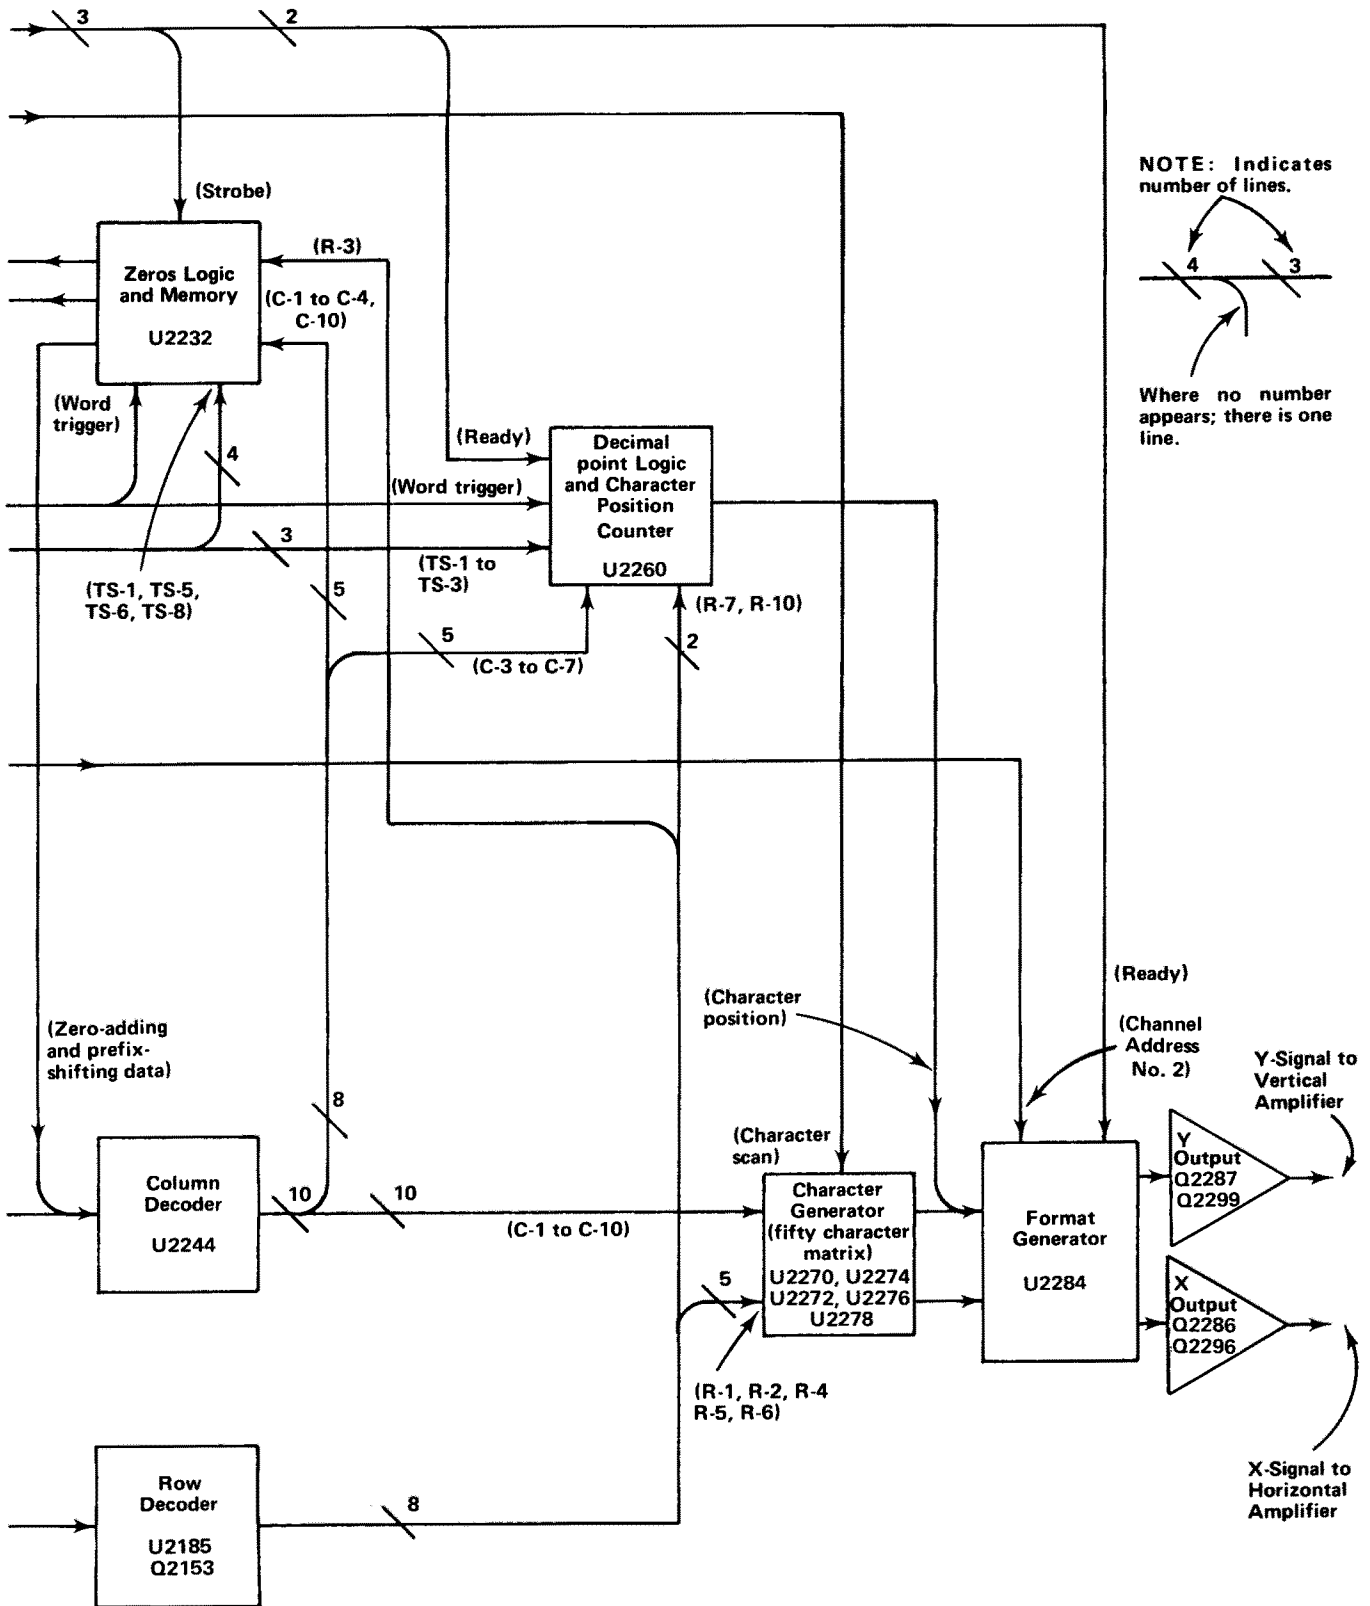 3
2
NOTE: Indicates
number of lines.
4
3
Where no number
appears; there is one
line.
(Strobe)
Zeros Logic
and Memory
U2232
(R-3)
(C-1 to C-4,
C-10)
(Word
trigger)
4
(Ready)
(Word trigger)
Decimal
point Logic
and Character
Position
Counter
U2260
3
(TS-1 to
TS-3)
(TS-1, TS-5,
TS-6, TS-8)
5
5
(C-3 to C-7)
(R-7, R-10)
2
(Ready)
(Character
position)
(Channel
Address
No. 2)
(Zero-adding
and prefix-
shifting data)
8
Y-Signal to
Vertical
Amplifier
(Character
scan)
Column
Decoder
U2244
10
10
(C-1 to C-10)
Character
Generator
(fifty character
matrix)
U2270, U2274
U2272, U2276
U2278
Format
Generator
U2284
Y
Output
Q2287
Q2299
X
Output
Q2286
Q2296
5
(R-1, R-2, R-4
R-5, R-6)
X-Signal to
Horizontal
Amplifier
Row
Decoder
U2185
Q2153
8